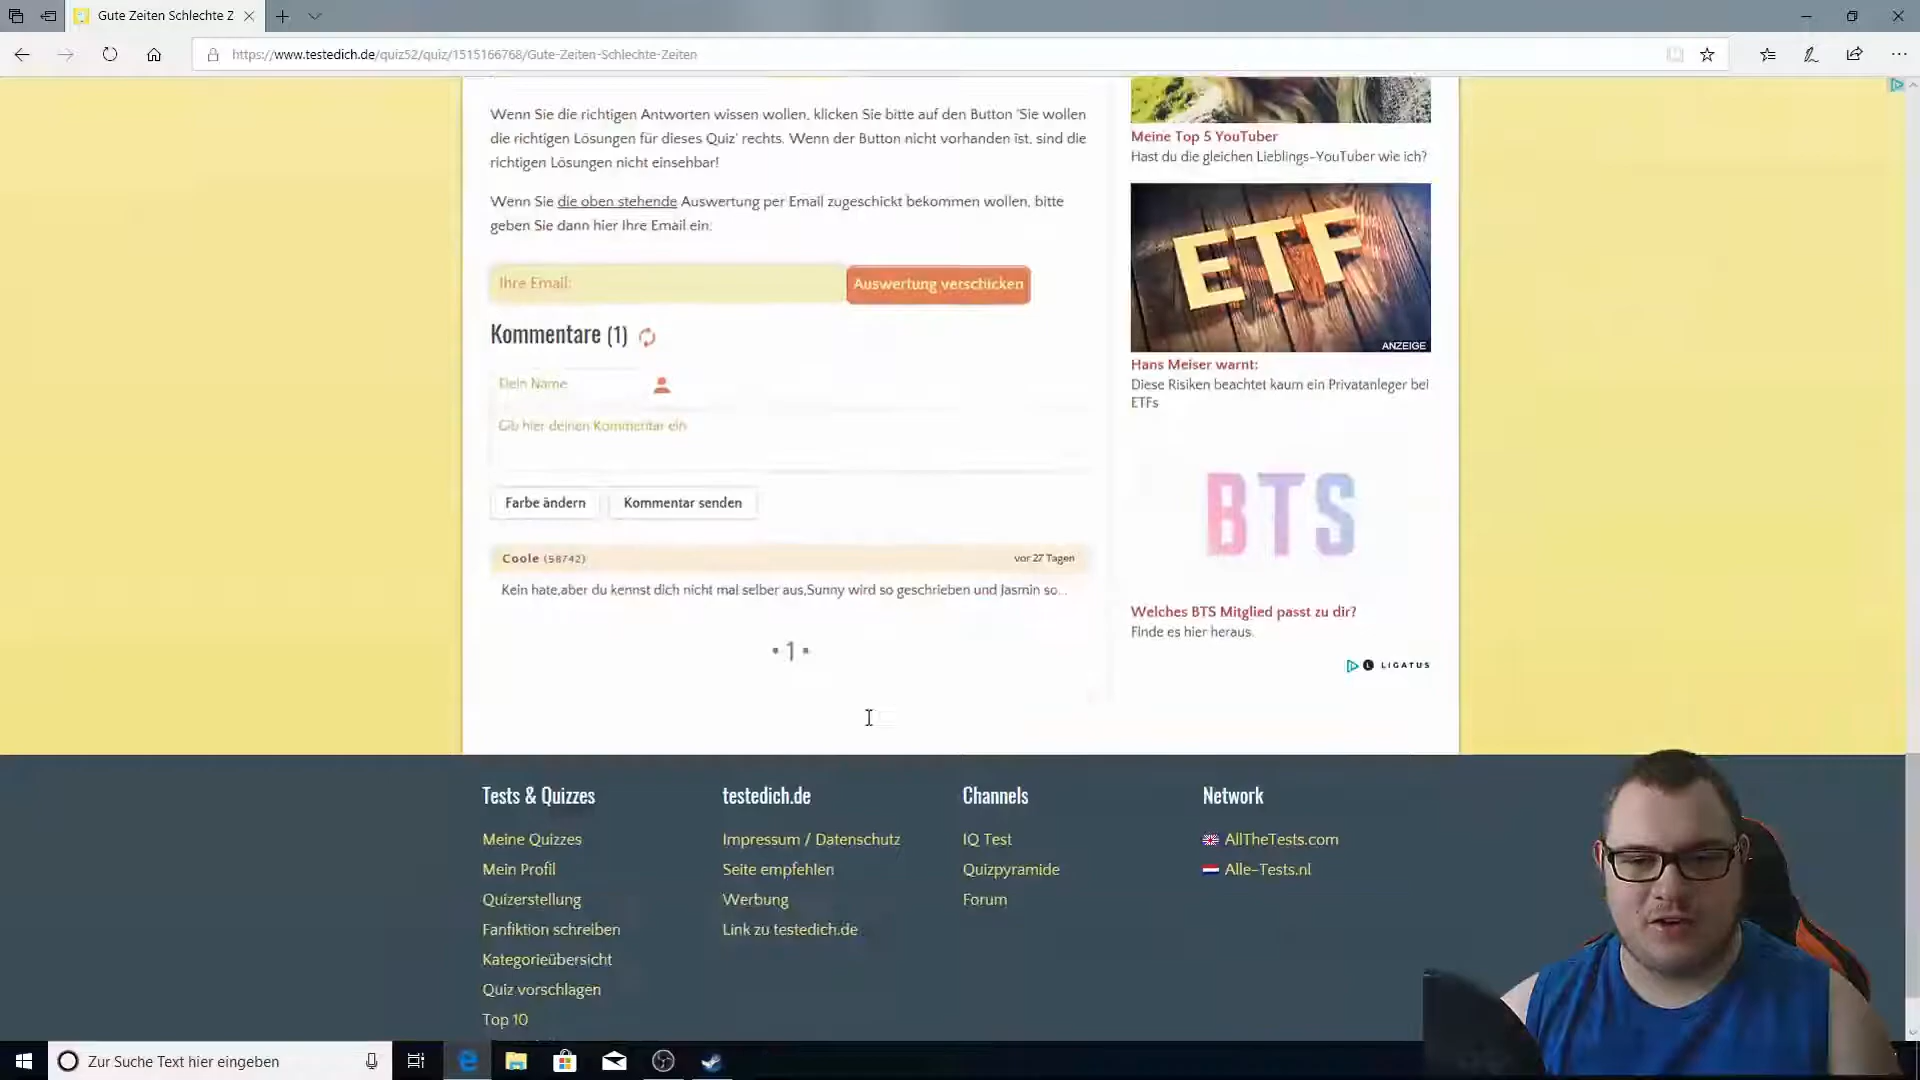 Gute Zeiten Schlechte Z
https://www.testedich.de/quiz52/quiz/1515166768/Gute-Zeiten-Schlechte-Zeiten
Wenn Sie die richtigen Antworten wissen wollen, klicken Sie bitte auf den Button 'Sie wollen
die richtigen Lösungen für dieses Quiz' rechts. Wenn der Button nicht vorhanden ist, sind die
richtigen Lösungen nicht einsehbar!
Wenn Sie die oben stehende Auswertung per Email zugeschickt bekommen wollen, bitte
geben Sie dann hier Ihre Email ein:
Ihre Email:
Auswertung verschicken
Kommentare (1)
Dein Name
Gib hier deinen Kommentar ein
Farbe ändern
Kommentar senden
Coole (58742)
vor 27 Tagen
Kein hate,aber du kennst dich nicht mal selber aus,Sunny wird so geschrieben und Jasmin so...
• 1 •
Meine Top 5 YouTuber
Hast du die gleichen Lieblings-YouTuber wie ich?
ETF
ANZEIGE
Hans Meiser warnt:
Diese Risiken beachtet kaum ein Privatanleger bei
ETFs
BTS
Welches BTS Mitglied passt zu dir?
Finde es hier heraus.
LIGATUS
Tests & Quizzes
Meine Quizzes
Mein Profil
Quizerstellung
Fanfiktion schreiben
Kategorieübersicht
Quiz vorschlagen
Top 10
testedich.de
Impressum / Datenschutz
Seite empfehlen
Werbung
Link zu testedich.de
Channels
IQ Test
Quizpyramide
Forum
Network
AllTheTests.com
Alle-Tests.nl
Zur Suche Text hier eingeben